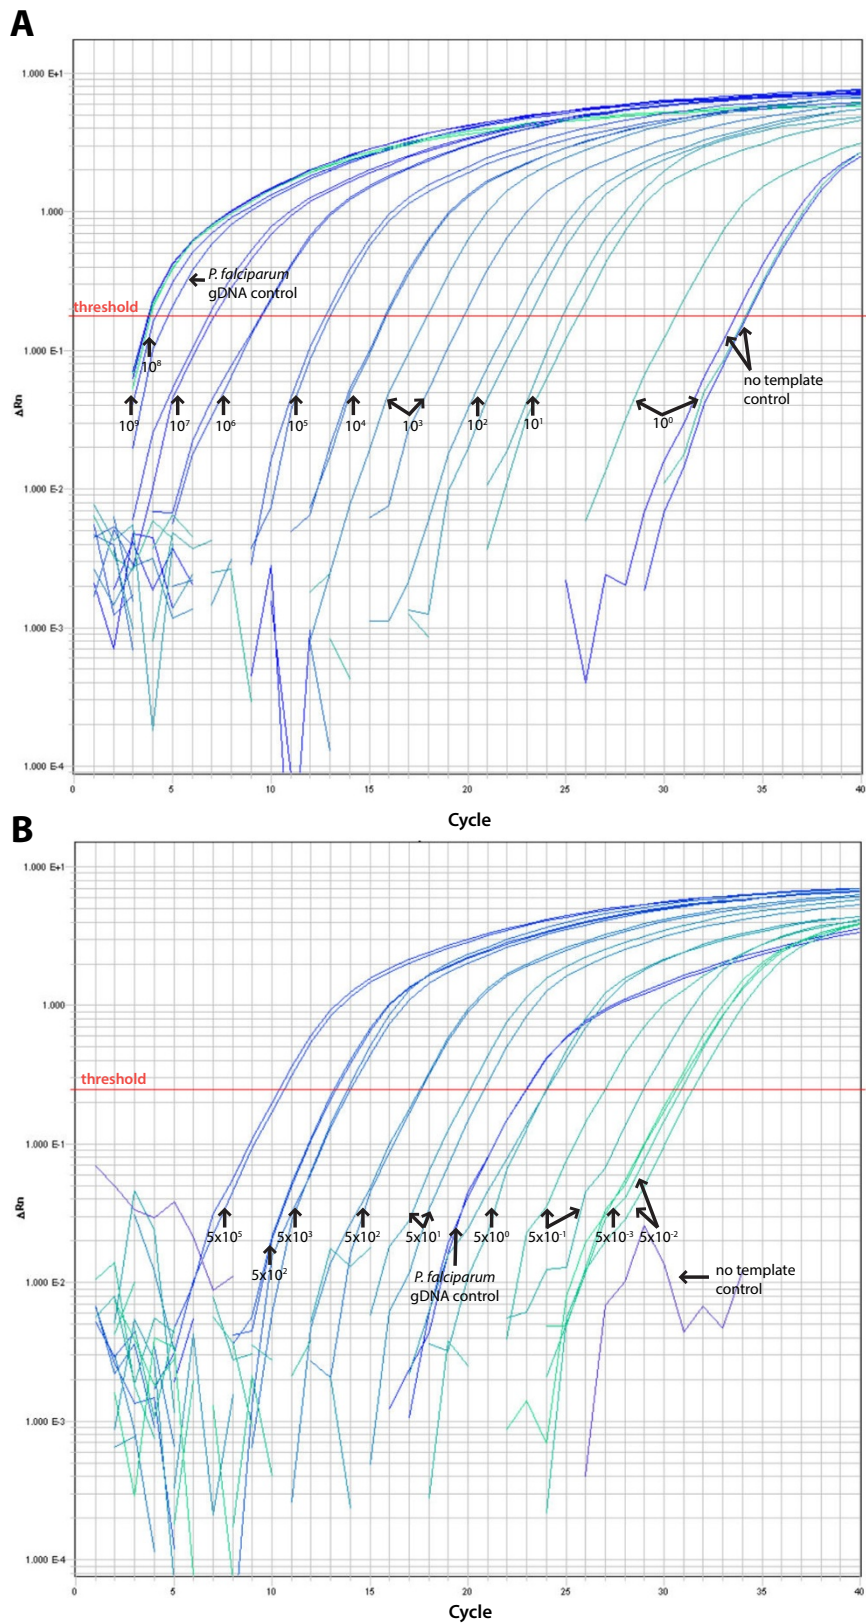 A
1.000 E+1
1.000
P. falciparum
gDNA control
threshold
1.000 E-1
10⁸
no template
control
ΔRn
10⁹
10⁷
10⁶
10⁵
10⁴
10³
10²
10¹
10⁰
1.000 E-2
1.000 E-3
1.000 E-4
0 5 10 15 20 25 30 35 40
Cycle
B
1.000 E+1
1.000
threshold
1.000 E-1
ΔRn
5x10⁵
5x10³
5x10²
5x10¹
5x10⁰
5x10⁻¹
5x10⁻³
5x10⁻²
5x10²
P. falciparum
gDNA control
no template
control
1.000 E-2
1.000 E-3
1.000 E-4
0 5 10 15 20 25 30 35 40
Cycle